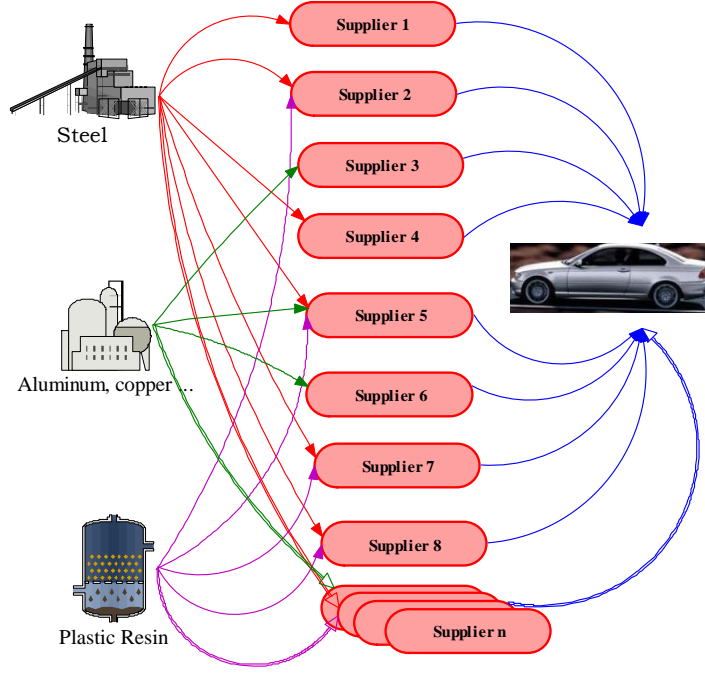 Supplier 1
Supplier 2
Steel
Supplier 3
Supplier 4
Supplier 5
Aluminum, copper ...
Supplier 6
Supplier 7
Supplier 8
Plastic Resin
Supplier n